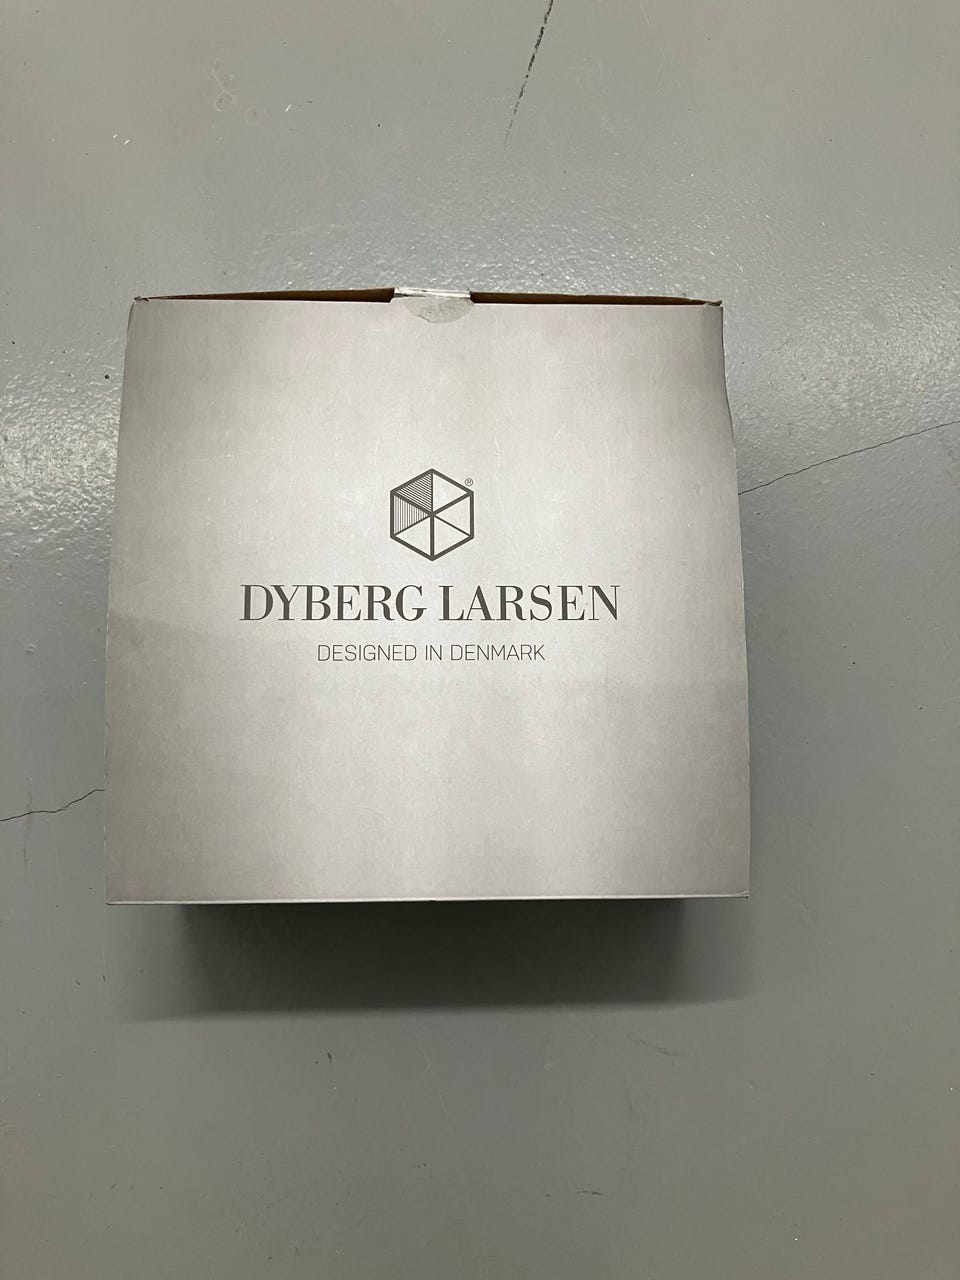 ®
DYBERG LARSEN
DESIGNED IN DENMARK